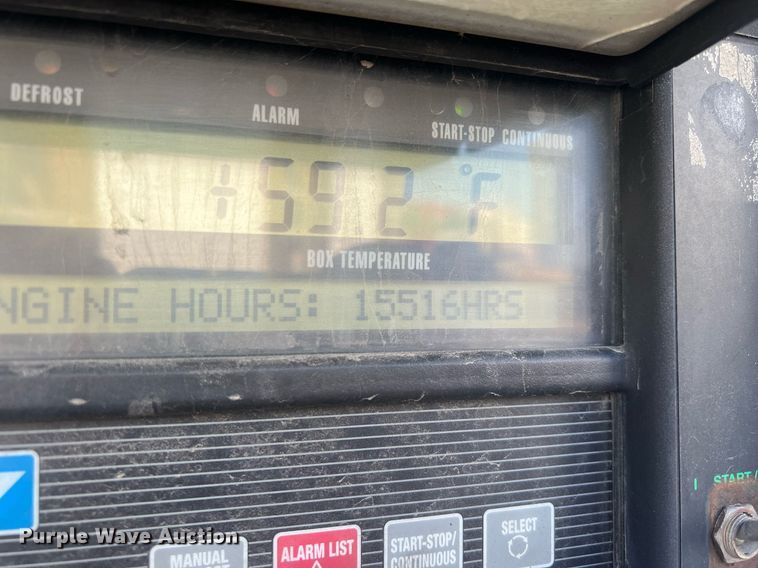 DEFROST
ALARM
START-STOP CONTINUOUS
+59.2 °F
BOX TEMPERATURE
NGINE HOURS: 15516HRS
START/
Purple Wave Auction
MANUAL
ALARM LIST
START-STOP/
CONTINUOUS
SELECT